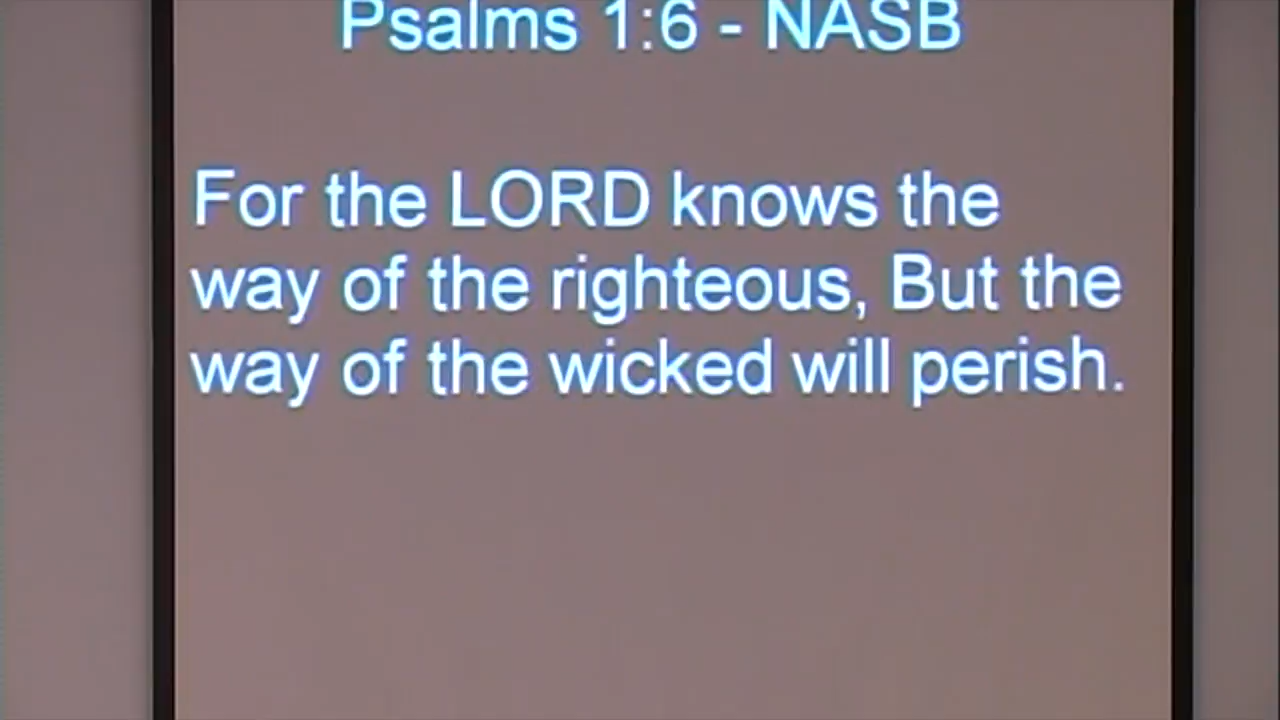 Psalms 1:6 - NASB
For the LORD knows the
way of the righteous, But the
way of the wicked will perish.